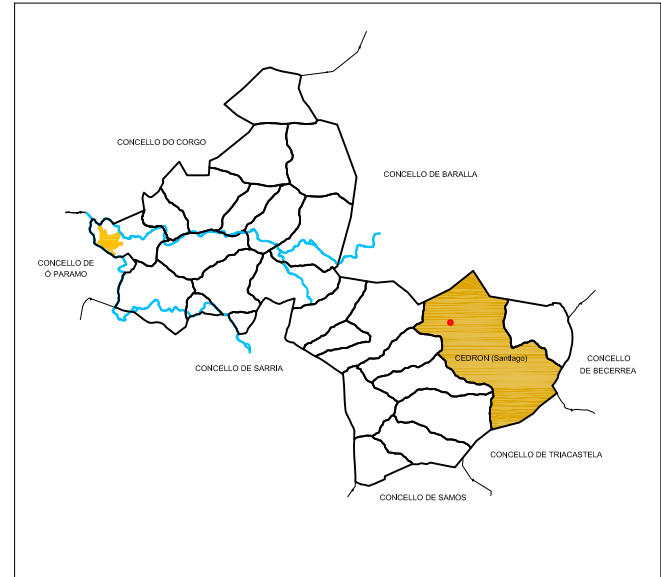 CONCELLO DO CORGO
CONCELLO DE BARALLA
CONCELLO DE
Ó PARAMO
CONCELLO DE SARRIA
CEDRON (Santiago)
CONCELLO
DE BECERREA
CONCELLO DE TRIACASTELA
CONCELLO DE SAMOS